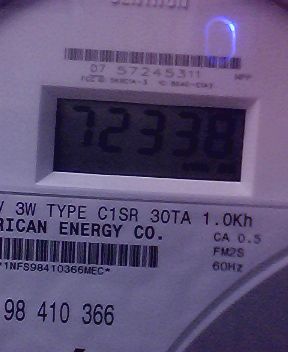 CENTRON
07 57245311
72338
V 3W TYPE C1SR 30TA 1.0Kh
RICAN ENERGY CO.
CA 0.5
FM2S
60Hz
*1NFS98410366MEC*
98 410 366